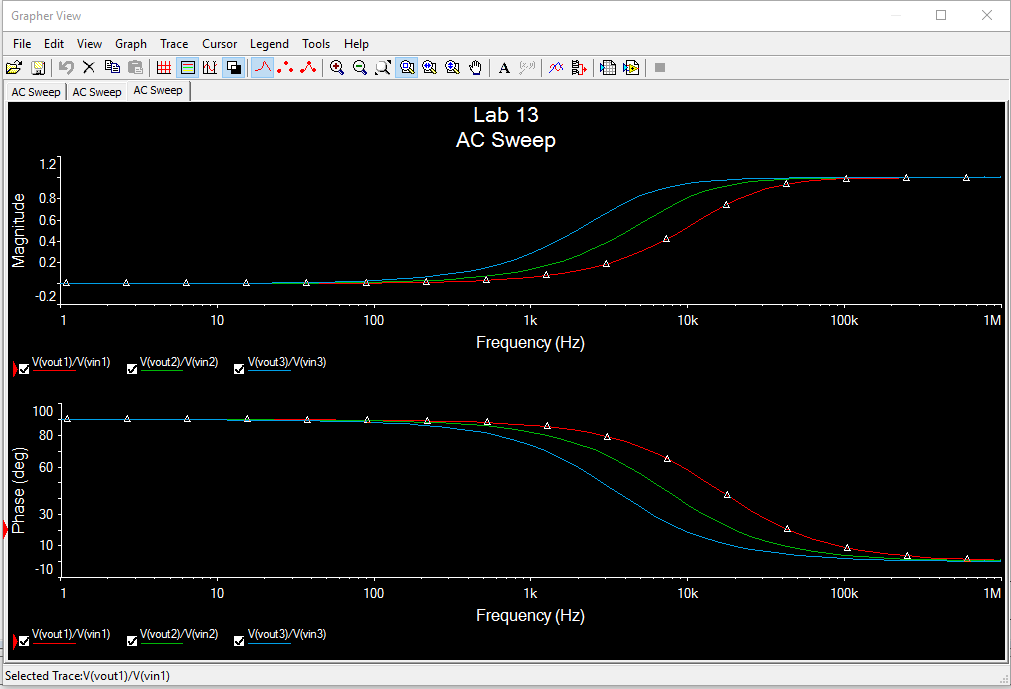 Grapher View
File Edit View Graph Trace Cursor Legend Tools Help
A
AC Sweep AC Sweep AC Sweep
Lab 13
AC Sweep
Magnitude
1.2
0.8
0.6
0.4
0.2
-0.2
1 10 100 1k 10k 100k 1M
Frequency (Hz)
V(vout1)/V(vin1) V(vout2)/V(vin2) V(vout3)/V(vin3)
Phase (deg)
100
80
60
30
10
-10
1 10 100 1k 10k 100k 1M
Frequency (Hz)
V(vout1)/V(vin1) V(vout2)/V(vin2) V(vout3)/V(vin3)
Selected Trace:V(vout1)/V(vin1)